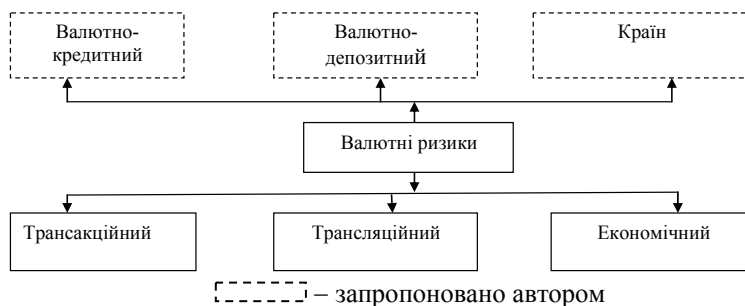 Валютно-
кредитний
Валютно-
депозитний
Країн
Валютні ризики
Трансакційний
Трансляційний
Економічний
– запропоновано автором